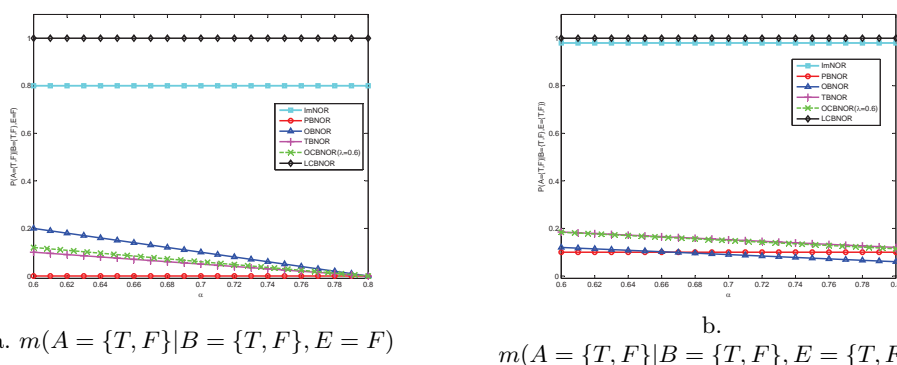 1
0.8
0.6
0.4
0.2
0
0.6 0.62 0.64 0.66 0.68 0.7 0.72 0.74 0.76 0.78 0.8
α
P(A={T,F}|B={T,F},E=F)
ImNOR
PBNOR
OBNOR
TBNOR
OCBNOR(λ=0.6)
LCBNOR
a. m(A = {T, F}|B = {T, F}, E = F)
1
0.8
0.6
0.4
0.2
0
0.6 0.62 0.64 0.66 0.68 0.7 0.72 0.74 0.76 0.78 0.8
α
P(A={T,F}|B={T,F},E={T,F})
ImNOR
PBNOR
OBNOR
TBNOR
OCBNOR(λ=0.6)
LCBNOR
b.
m(A = {T, F}|B = {T, F}, E = {T, F